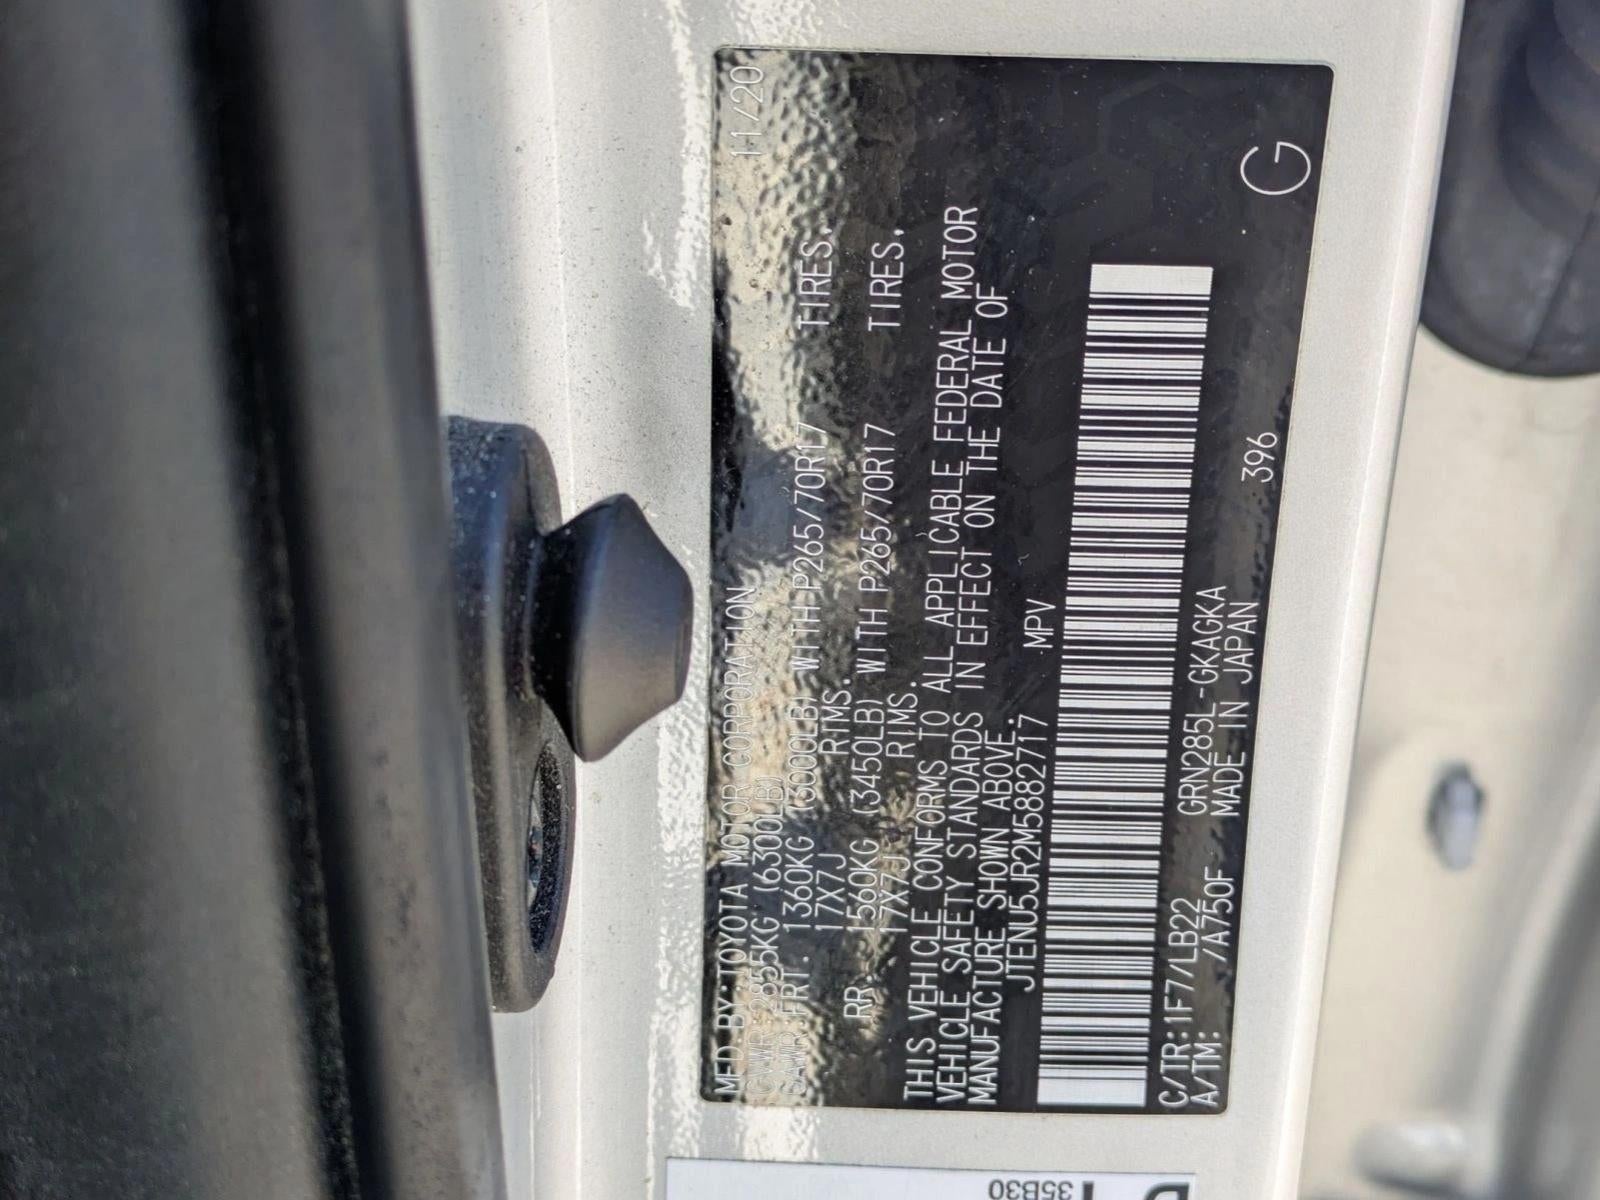 MFD.BY:TOYOTA MOTOR CORPORATION 11/20
GVWR 2855KG (6300LB)
GAWR FRT. 1360KG (3000LB) WITH P265/70R17 TIRES.
17X7J RIMS.
RR. 1560KG (3450LB) WITH P265/70R17 TIRES.
17X7J RIMS.
THIS VEHICLE CONFORMS TO ALL APPLICABLE FEDERAL MOTOR
VEHICLE SAFETY STANDARDS IN EFFECT ON THE DATE OF
MANUFACTURE SHOWN ABOVE.
JTENU5JR2M5882717 MPV
C/TR:1F7/LB22 GRN285L-GKAGKA
A/TM: /A750F MADE IN JAPAN
396
G
35B30